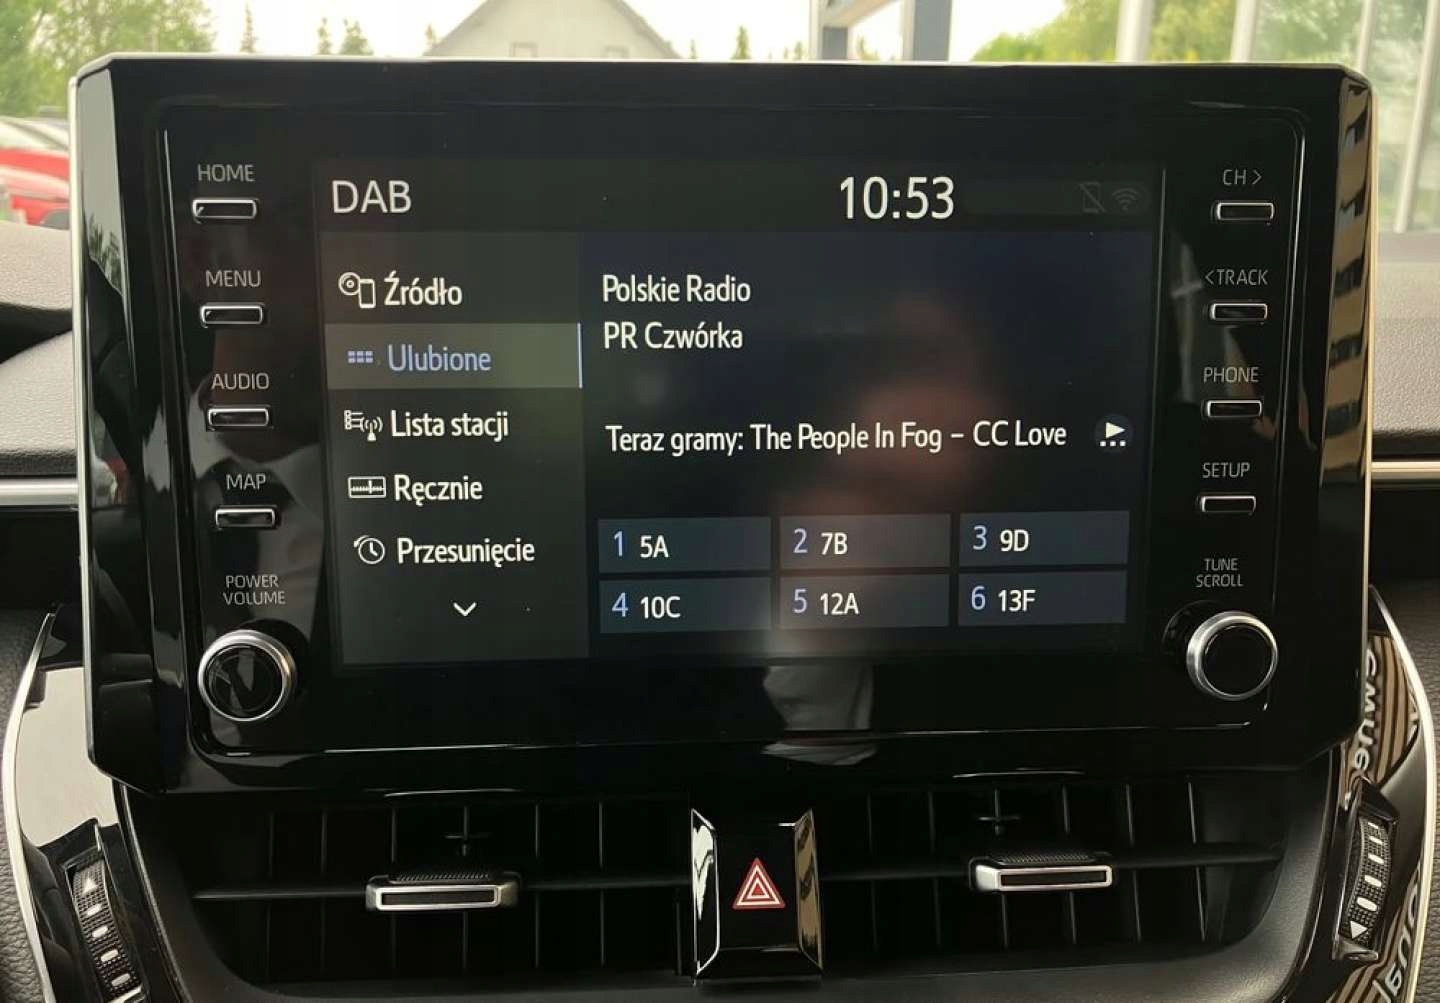 HOME
MENU
AUDIO
MAP
POWER
VOLUME
DAB
10:53
Źródło
Ulubione
Lista stacji
Ręcznie
Przesunięcie
Polskie Radio
PR Czwórka
Teraz gramy: The People In Fog - CC Love
1 5A
2 7B
3 9D
4 10C
5 12A
6 13F
CH >
< TRACK
PHONE
SETUP
TUNE
SCROLL